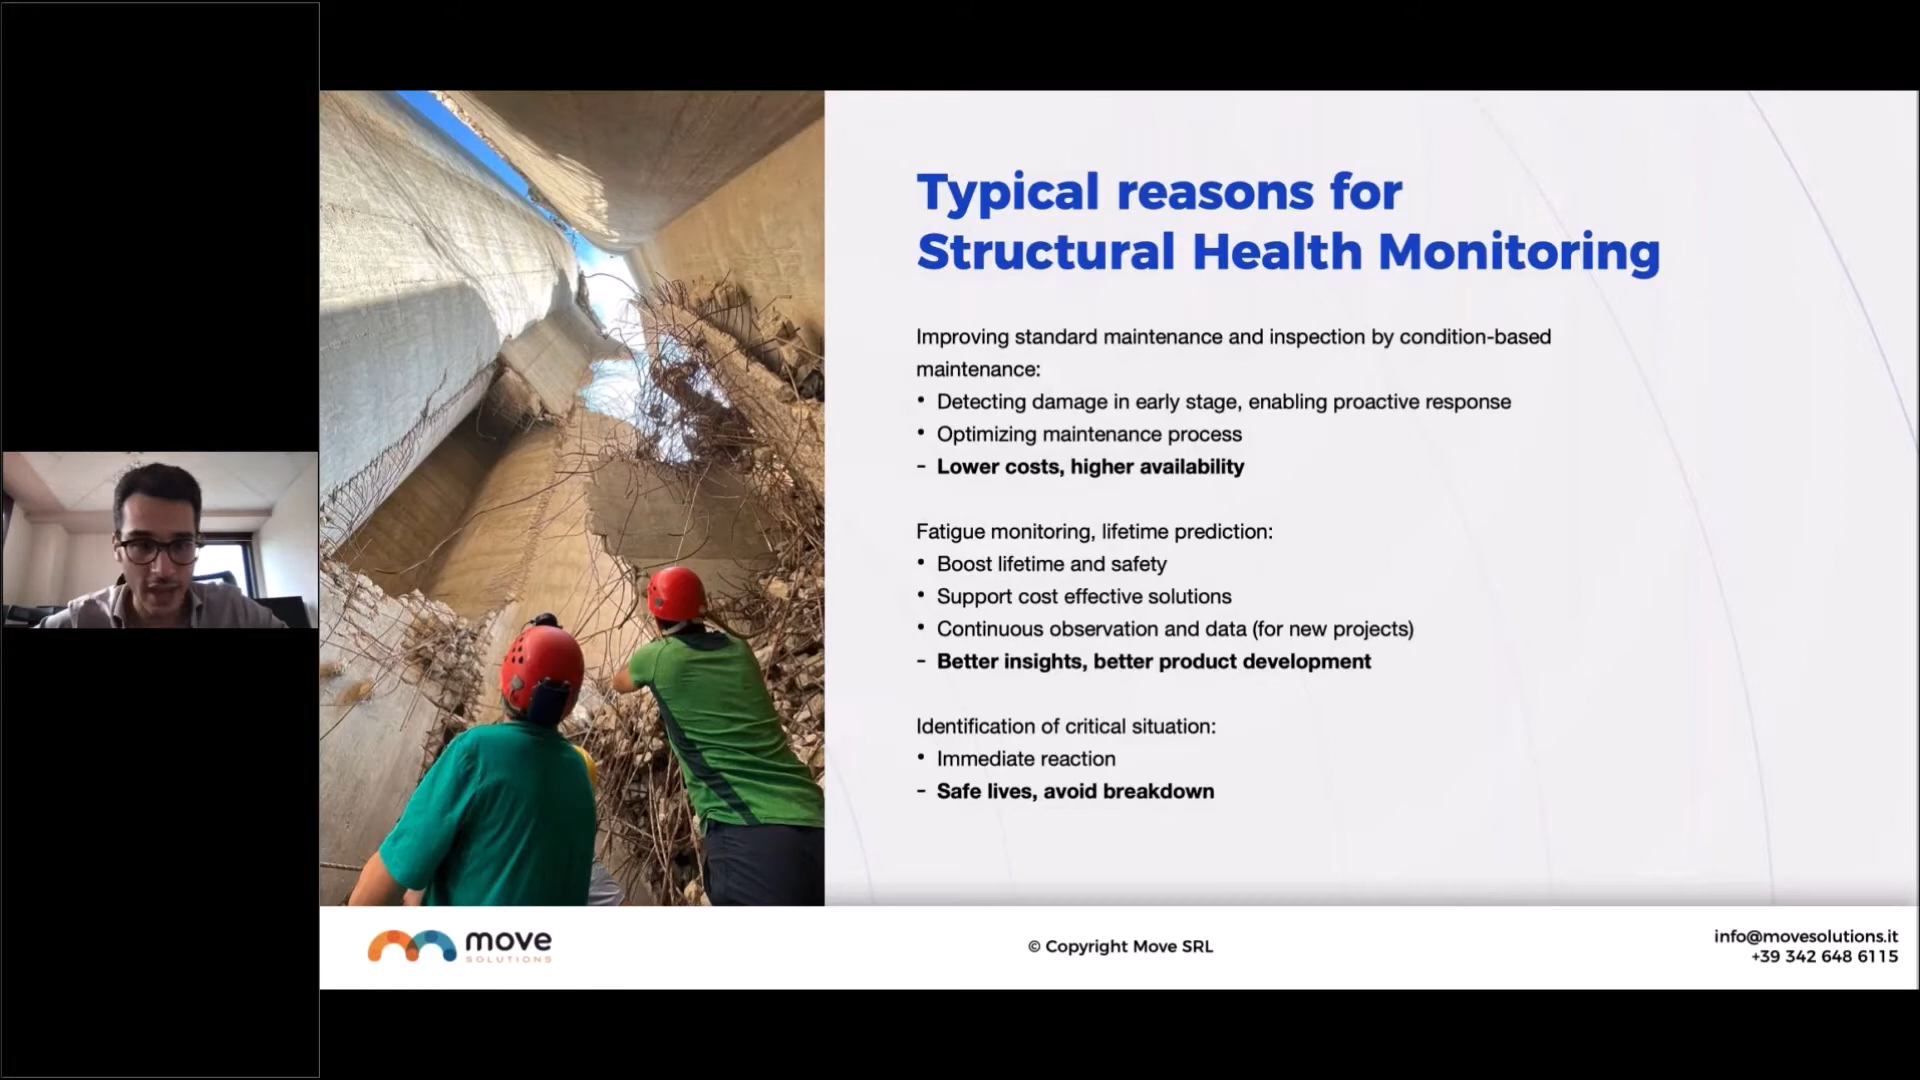 Typical reasons for
Structural Health Monitoring
Improving standard maintenance and inspection by condition-based
maintenance:
• Detecting damage in early stage, enabling proactive response
• Optimizing maintenance process
- Lower costs, higher availability
Fatigue monitoring, lifetime prediction:
• Boost lifetime and safety
• Support cost effective solutions
• Continuous observation and data (for new projects)
- Better insights, better product development
Identification of critical situation:
• Immediate reaction
- Safe lives, avoid breakdown
move
SOLUTIONS
© Copyright Move SRL
info@movesolutions.it
+39 342 648 6115